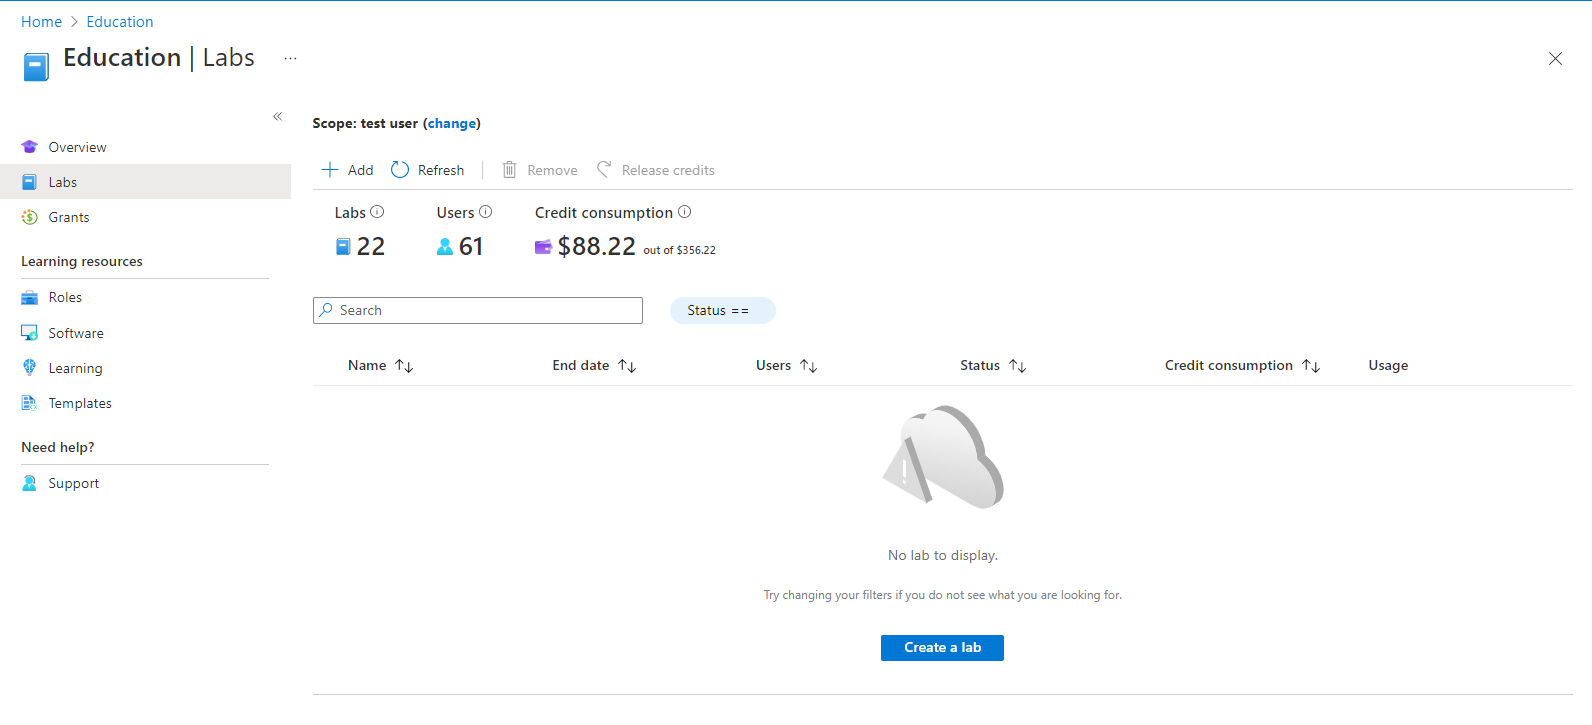 Home > Education
Education | Labs ...
«
Overview
Labs
Grants
Learning resources
Roles
Software
Learning
Templates
Need help?
Support
Scope: test user (change)
Add Refresh Remove Release credits
Labs Users Credit consumption
22 61 $88.22 out of $356.22
Search Status ==
Name End date Users Status Credit consumption Usage
No lab to display.
Try changing your filters if you do not see what you are looking for.
Create a lab